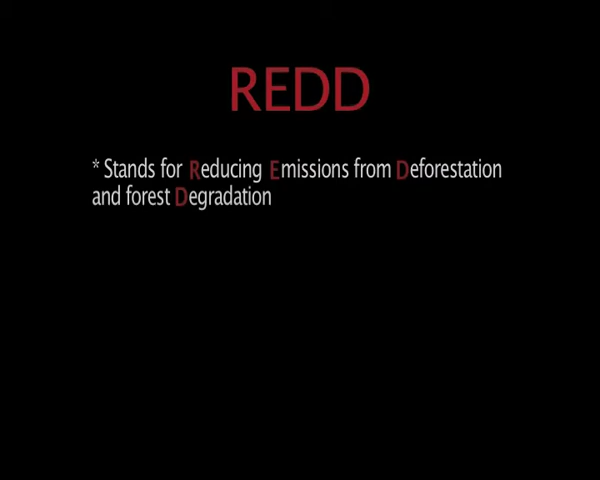 REDD
* Stands for Reducing Emissions from Deforestation
and forest Degradation